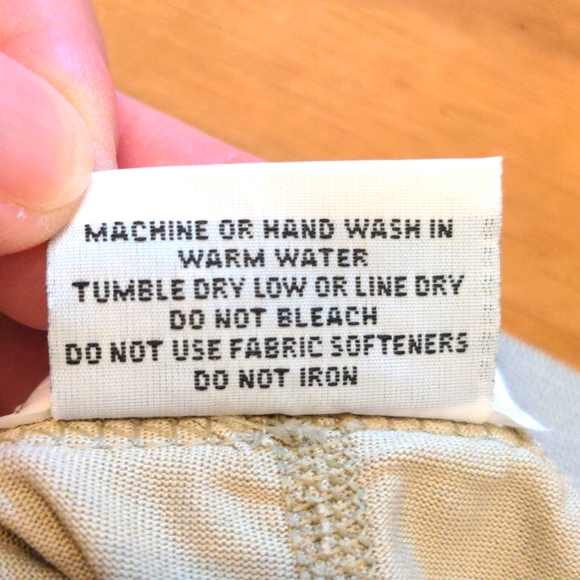 MACHINE OR HAND WASH IN
WARM WATER
TUMBLE DRY LOW OR LINE DRY
DO NOT BLEACH
DO NOT USE FABRIC SOFTENERS
DO NOT IRON